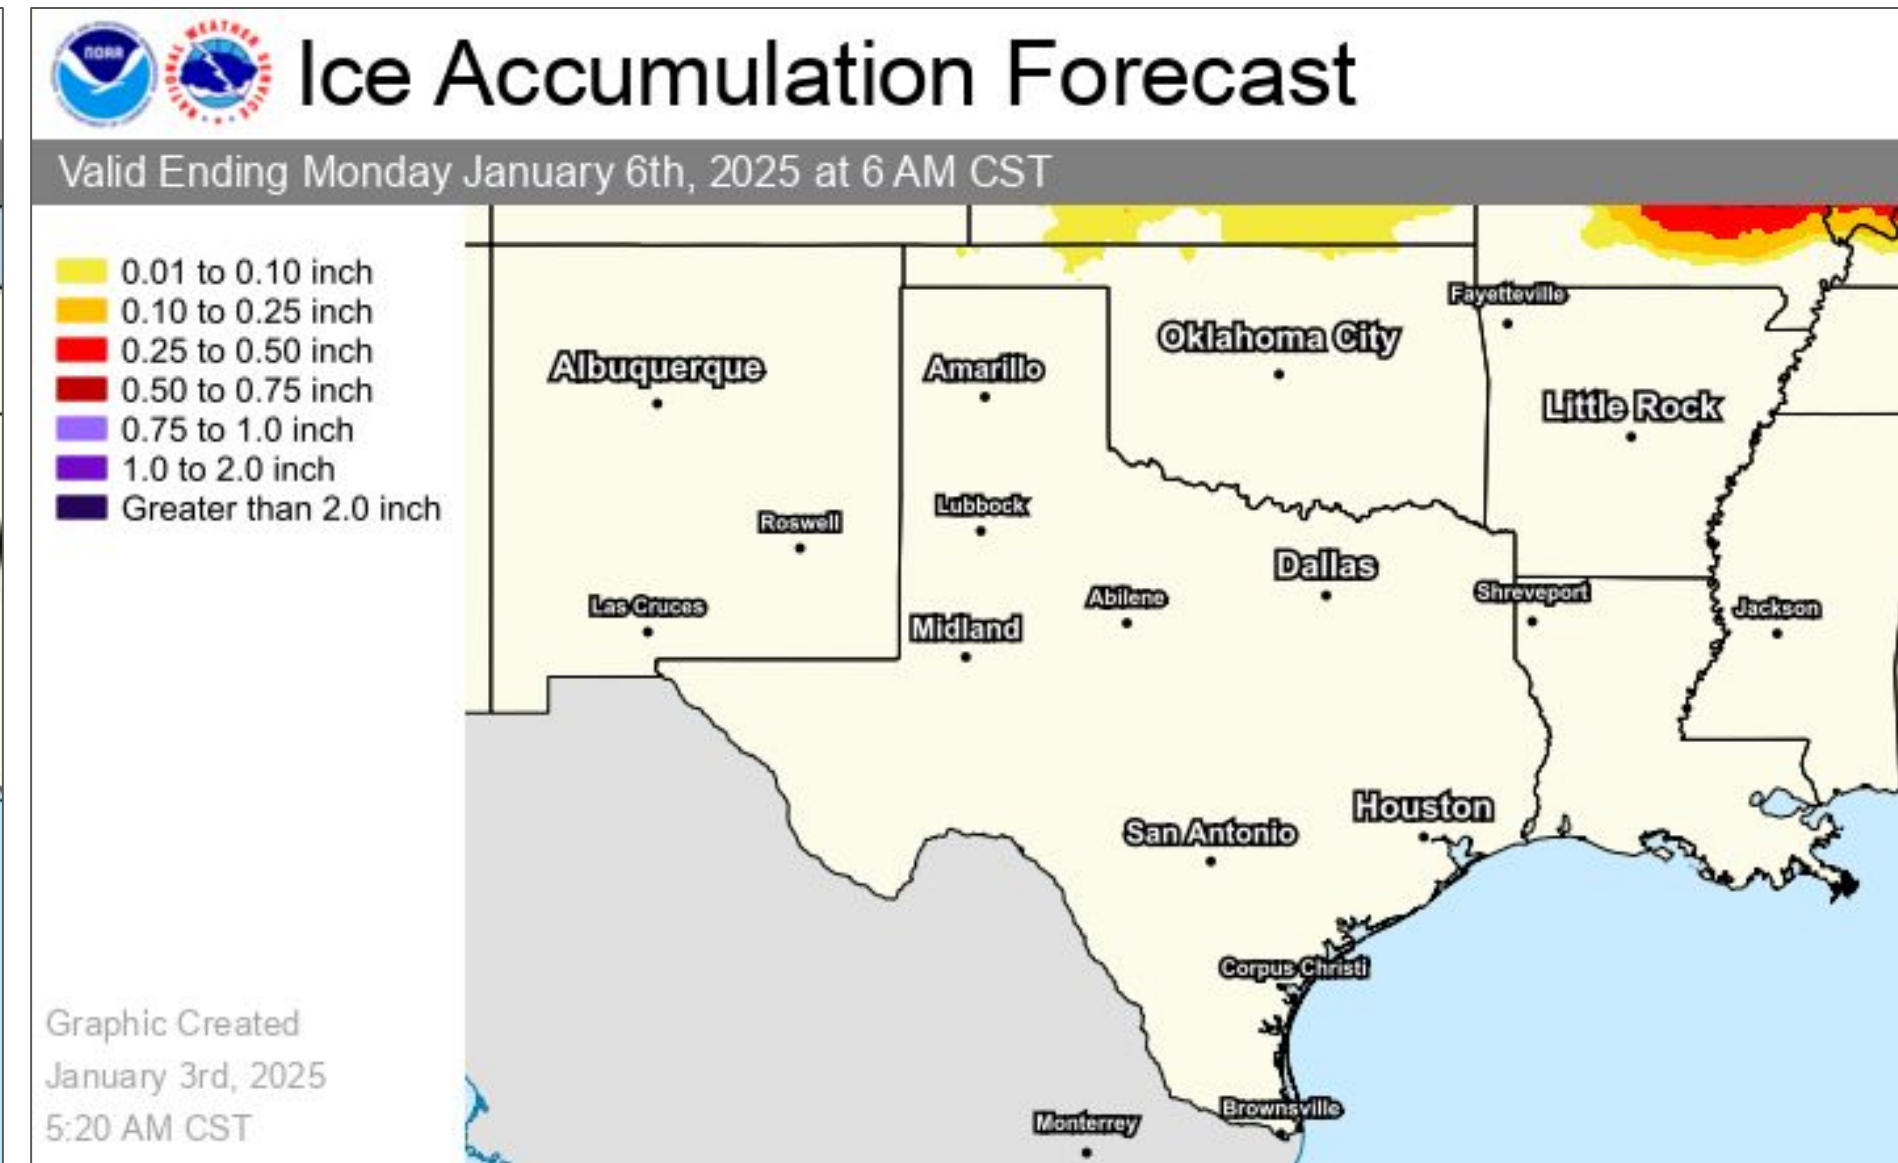 NOAA
NATIONAL WEATHER SERVICE
Ice Accumulation Forecast
Valid Ending Monday January 6th, 2025 at 6 AM CST
0.01 to 0.10 inch
0.10 to 0.25 inch
0.25 to 0.50 inch
0.50 to 0.75 inch
0.75 to 1.0 inch
1.0 to 2.0 inch
Greater than 2.0 inch
Fayetteville
Oklahoma City
Albuquerque
Amarillo
Little Rock
Lubbock
Roswell
Dallas
Abilene
Shreveport
Las Cruces
Jackson
Midland
Houston
San Antonio
Corpus Christi
Brownsville
Monterrey
Graphic Created
January 3rd, 2025
5:20 AM CST